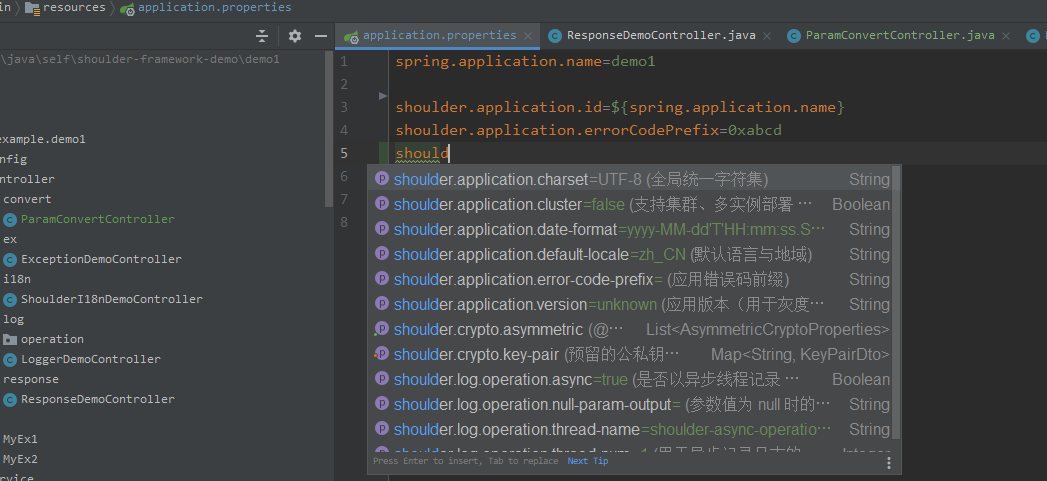 in resources application.properties
\java\self\shoulder-framework-demo\demo1
example.demo1
nfig
ntroller
convert
ParamConvertController
ex
ExceptionDemoController
i18n
ShoulderI18nDemoController
log
operation
LoggerDemoController
response
ResponseDemoController
MyEx1
MyEx2
rvice
application.properties ResponseDemoController.java ParamConvertController.java
1 spring.application.name=demo1
2
3 shoulder.application.id=${spring.application.name}
4 shoulder.application.errorCodePrefix=0xabcd
5 should
6
7
8
shoulder.application.charset=UTF-8 (全局统一字符集) String
shoulder.application.cluster=false (支持集群、多实例部署 … Boolean
shoulder.application.date-format=yyyy-MM-dd'T'HH:mm:ss.S… String
shoulder.application.default-locale=zh_CN (默认语言与地域) String
shoulder.application.error-code-prefix= (应用错误码前缀) String
shoulder.application.version=unknown (应用版本（用于灰度… String
shoulder.crypto.asymmetric (@… List<AsymmetricCryptoProperties>
shoulder.crypto.key-pair (预留的公私钥… Map<String, KeyPairDto>
shoulder.log.operation.async=true (是否以异步线程记录 … Boolean
shoulder.log.operation.null-param-output= (参数值为 null 时的… String
shoulder.log.operation.thread-name=shoulder-async-operatio… String
Press Enter to insert, Tab to replace Next Tip